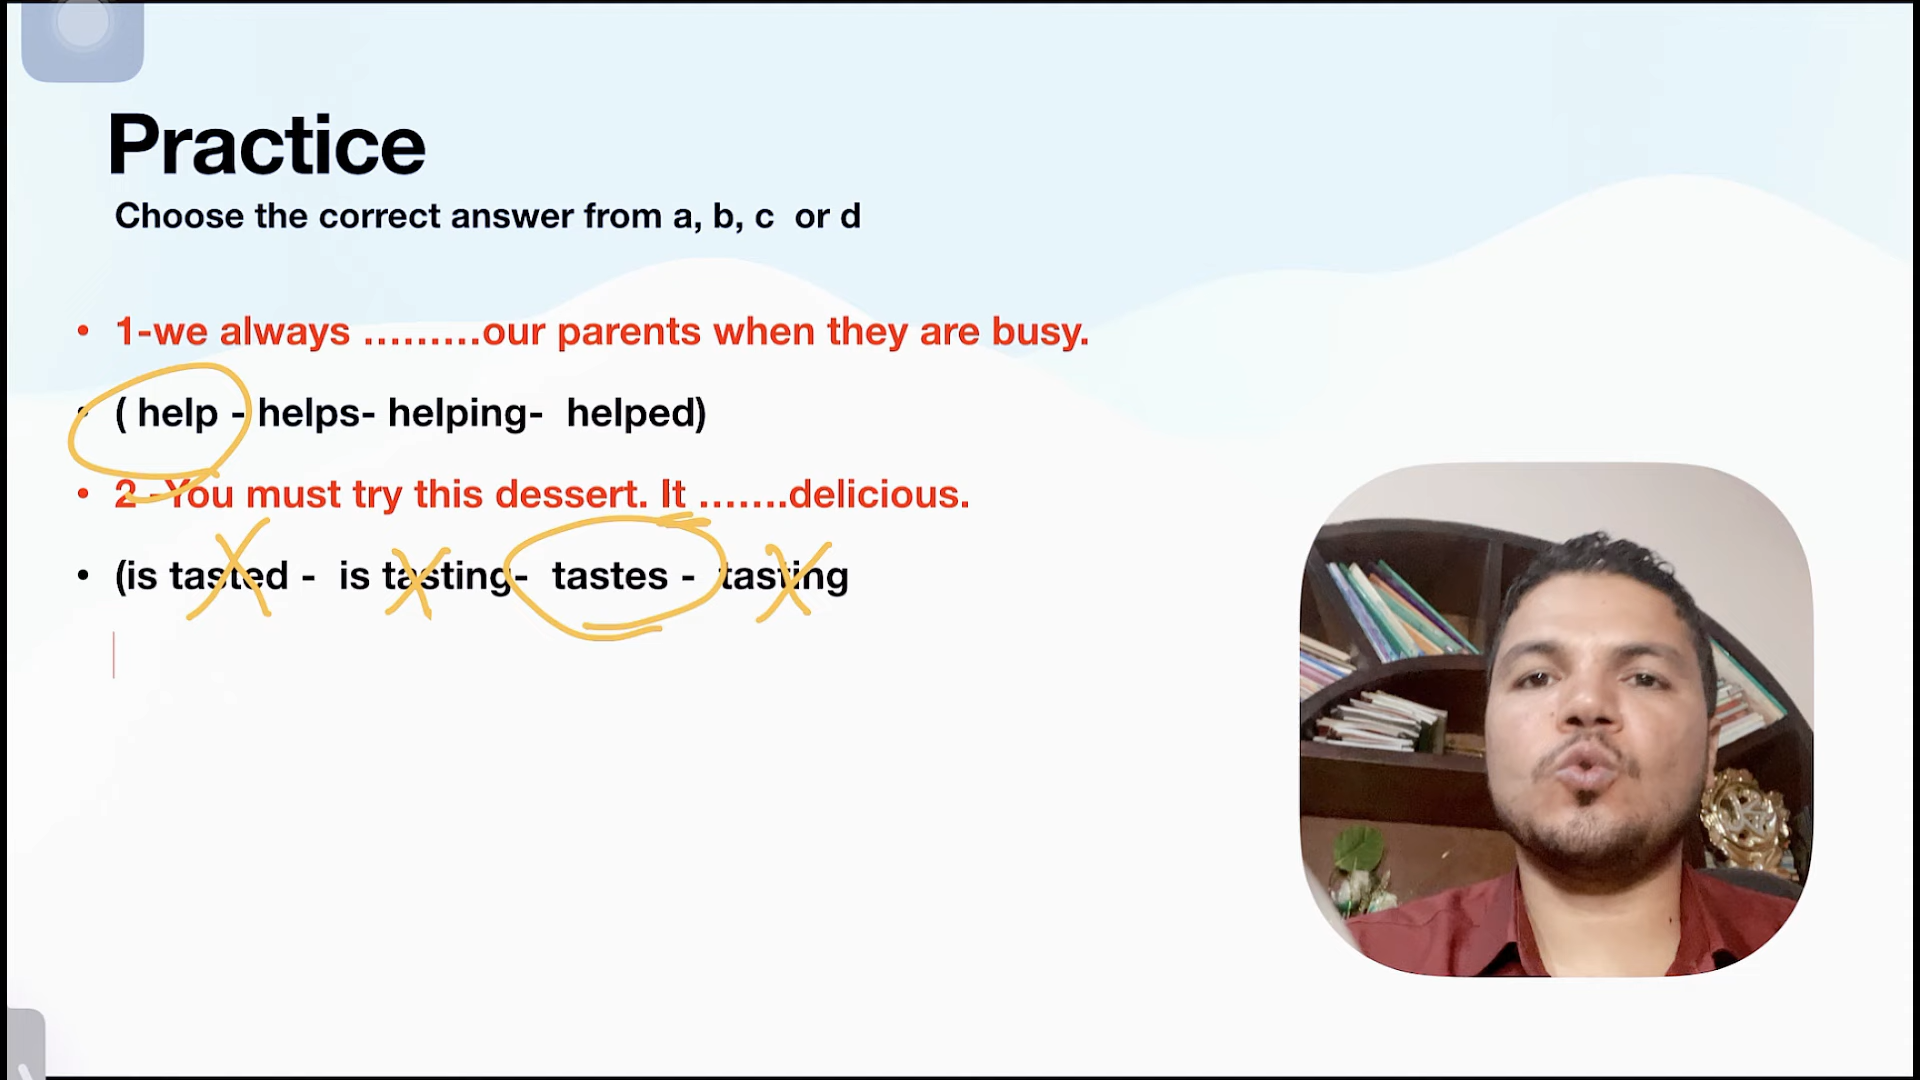 Practice
Choose the correct answer from a, b, c or d
• 1-we always ………our parents when they are busy.
• ( help - helps- helping- helped)
• 2 -You must try this dessert. It …….delicious.
• (is tasted - is tasting- tastes - tasting